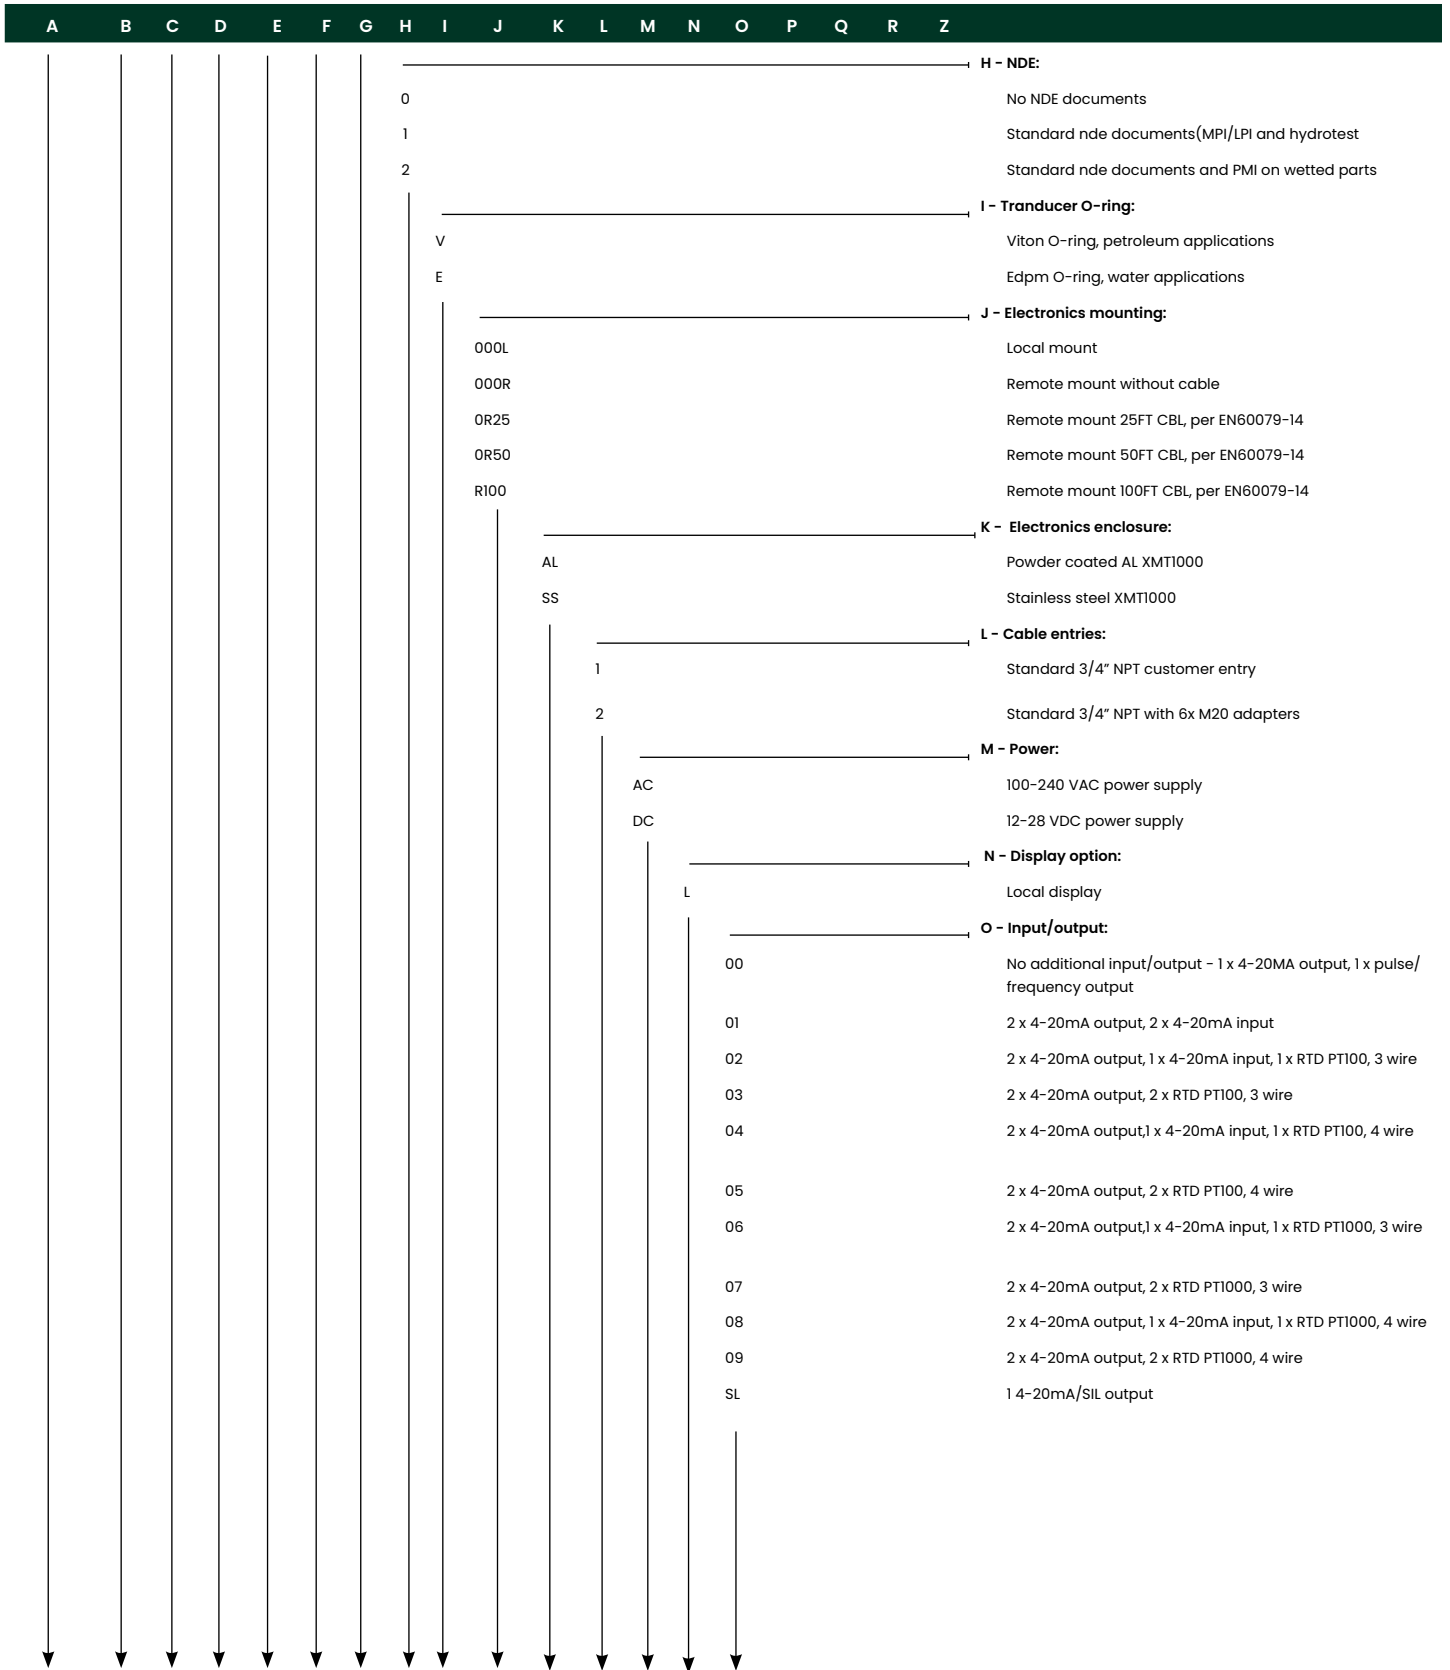 A B C D E F G H I J K L M N O P Q R Z
H - NDE:
0 No NDE documents
1 Standard nde documents(MPI/LPI and hydrotest
2 Standard nde documents and PMI on wetted parts
I - Tranducer O-ring:
V Viton O-ring, petroleum applications
E Edpm O-ring, water applications
J - Electronics mounting:
000L Local mount
000R Remote mount without cable
0R25 Remote mount 25FT CBL, per EN60079-14
0R50 Remote mount 50FT CBL, per EN60079-14
R100 Remote mount 100FT CBL, per EN60079-14
K - Electronics enclosure:
AL Powder coated AL XMT1000
SS Stainless steel XMT1000
L - Cable entries:
1 Standard 3/4” NPT customer entry
2 Standard 3/4” NPT with 6x M20 adapters
M - Power:
AC 100-240 VAC power supply
DC 12-28 VDC power supply
N - Display option:
L Local display
O - Input/output:
00 No additional input/output - 1 x 4-20MA output, 1 x pulse/
frequency output
01 2 x 4-20mA output, 2 x 4-20mA input
02 2 x 4-20mA output, 1 x 4-20mA input, 1 x RTD PT100, 3 wire
03 2 x 4-20mA output, 2 x RTD PT100, 3 wire
04 2 x 4-20mA output,1 x 4-20mA input, 1 x RTD PT100, 4 wire
05 2 x 4-20mA output, 2 x RTD PT100, 4 wire
06 2 x 4-20mA output,1 x 4-20mA input, 1 x RTD PT1000, 3 wire
07 2 x 4-20mA output, 2 x RTD PT1000, 3 wire
08 2 x 4-20mA output, 1 x 4-20mA input, 1 x RTD PT1000, 4 wire
09 2 x 4-20mA output, 2 x RTD PT1000, 4 wire
SL 1 4-20mA/SIL output